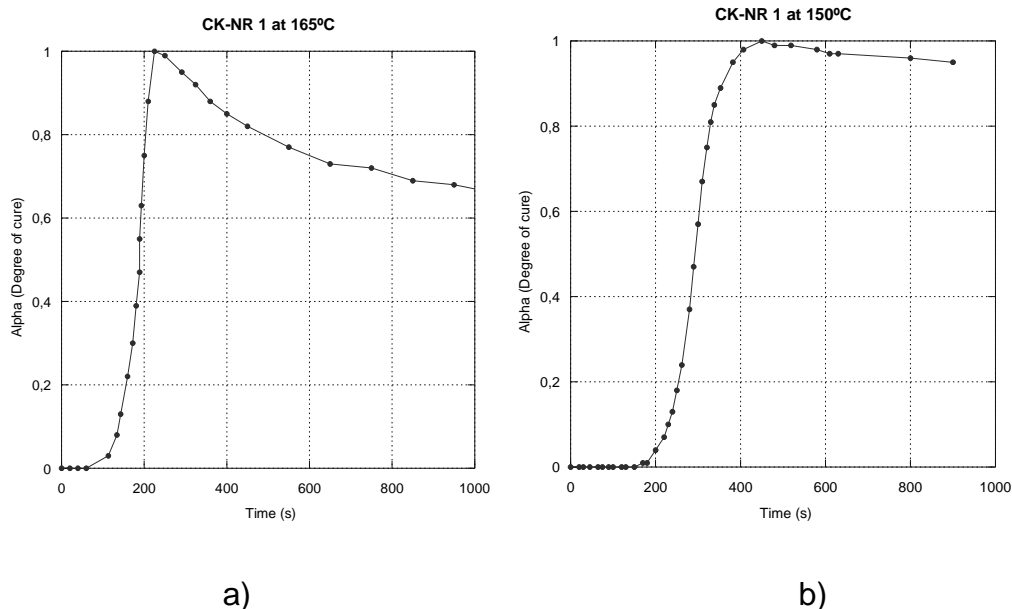 CK-NR 1 at 165ºC
1
0,8
0,6
0,4
0,2
0
Alpha (Degree of cure)
0 200 400 600 800 1000
Time (s)
a)
CK-NR 1 at 150ºC
1
0,8
0,6
0,4
0,2
0
Alpha (Degree of cure)
0 200 400 600 800 1000
Time (s)
b)